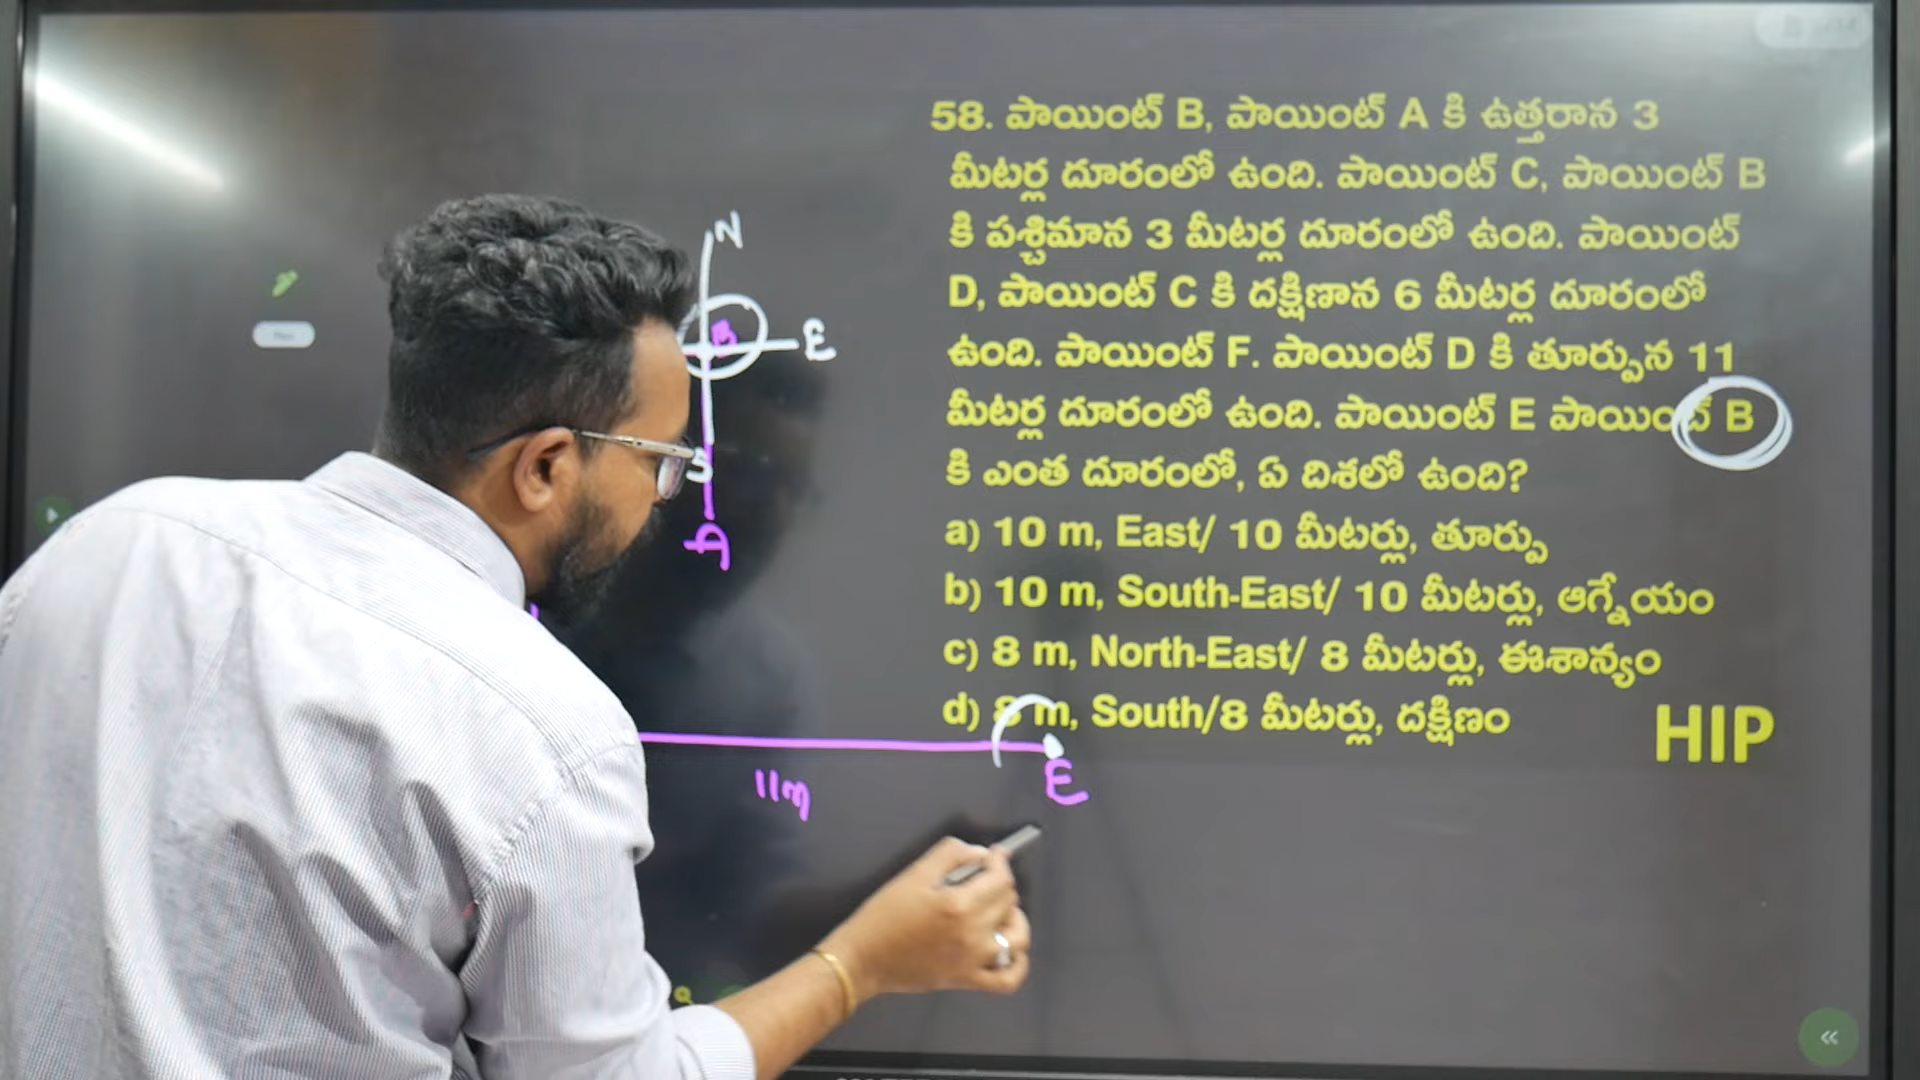 58. పాయింట్ B, పాయింట్ A కి ఉత్తరాన 3
మీటర్ల దూరంలో ఉంది. పాయింట్ C, పాయింట్ B
కి పశ్చిమాన 3 మీటర్ల దూరంలో ఉంది. పాయింట్
D, పాయింట్ C కి దక్షిణాన 6 మీటర్ల దూరంలో
ఉంది. పాయింట్ F. పాయింట్ D కి తూర్పున 11
మీటర్ల దూరంలో ఉంది. పాయింట్ E పాయింట్ B
కి ఎంత దూరంలో, ఏ దిశలో ఉంది?
a) 10 m, East/ 10 మీటర్లు, తూర్పు
b) 10 m, South-East/ 10 మీటర్లు, ఆగ్నేయం
c) 8 m, North-East/ 8 మీటర్లు, ఈశాన్యం
d) 8 m, South/8 మీటర్లు, దక్షిణం
HIP
N
B
E
S
11m
E